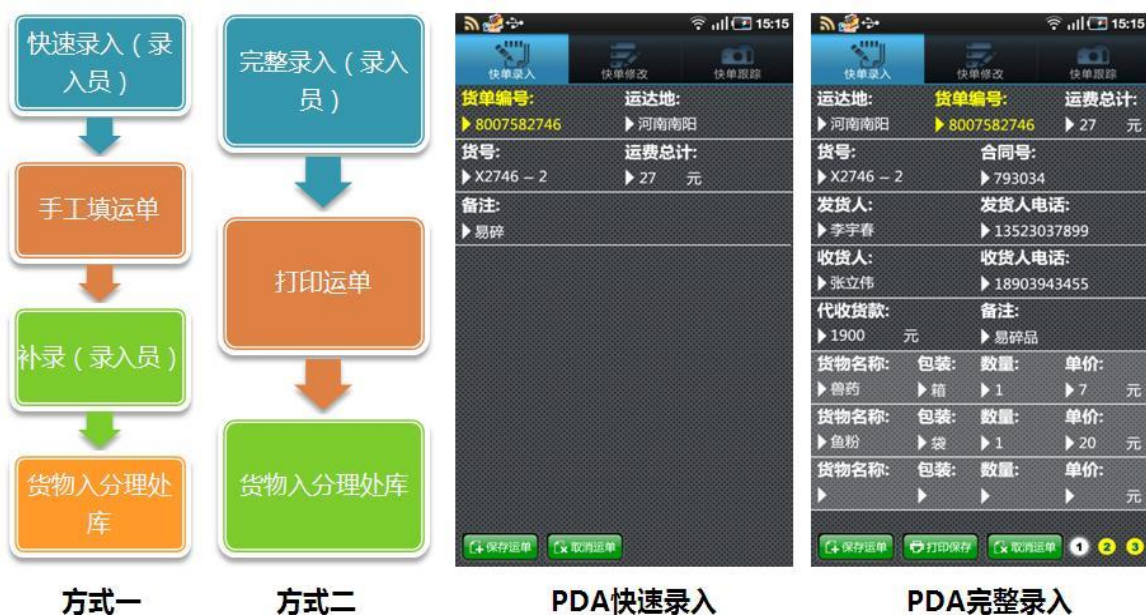 快速录入（录
入员）
手工填运单
补录（录入员）
货物入分理处
库
方式一
完整录入（录入
员）
打印运单
货物入分理处库
方式二
15:15
快单录入 快单修改 快单跟踪
货单编号: 运达地:
8007582746 河南南阳
货号: 运费总计:
X2746 – 2 27 元
备注:
易碎
保存运单 取消运单
PDA快速录入
15:15
快单录入 快单修改 快单跟踪
运达地: 货单编号: 运费总计:
河南南阳 8007582746 27 元
货号: 合同号:
X2746 – 2 793034
发货人: 发货人电话:
李宇春 13523037899
收货人: 收货人电话:
张立伟 18903943455
代收货款: 备注:
1900 元 易碎品
货物名称: 包装: 数量: 单价:
兽药 箱 1 7 元
货物名称: 包装: 数量: 单价:
鱼粉 袋 1 20 元
货物名称: 包装: 数量: 单价:
元
保存运单 打印保存 取消运单 1 2 3
PDA完整录入